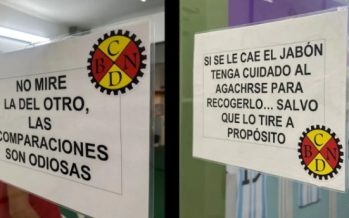 NO MIRE
LA DEL OTRO,
LAS
COMPARACIONES
SON ODIOSAS
C
B N
D
SI SE LE CAE EL JABÓN
TENGA CUIDADO AL
AGACHRSE PARA
RECOGERLO... SALVO
QUE LO TIRE A
PROPÓSITO
C
B N
D